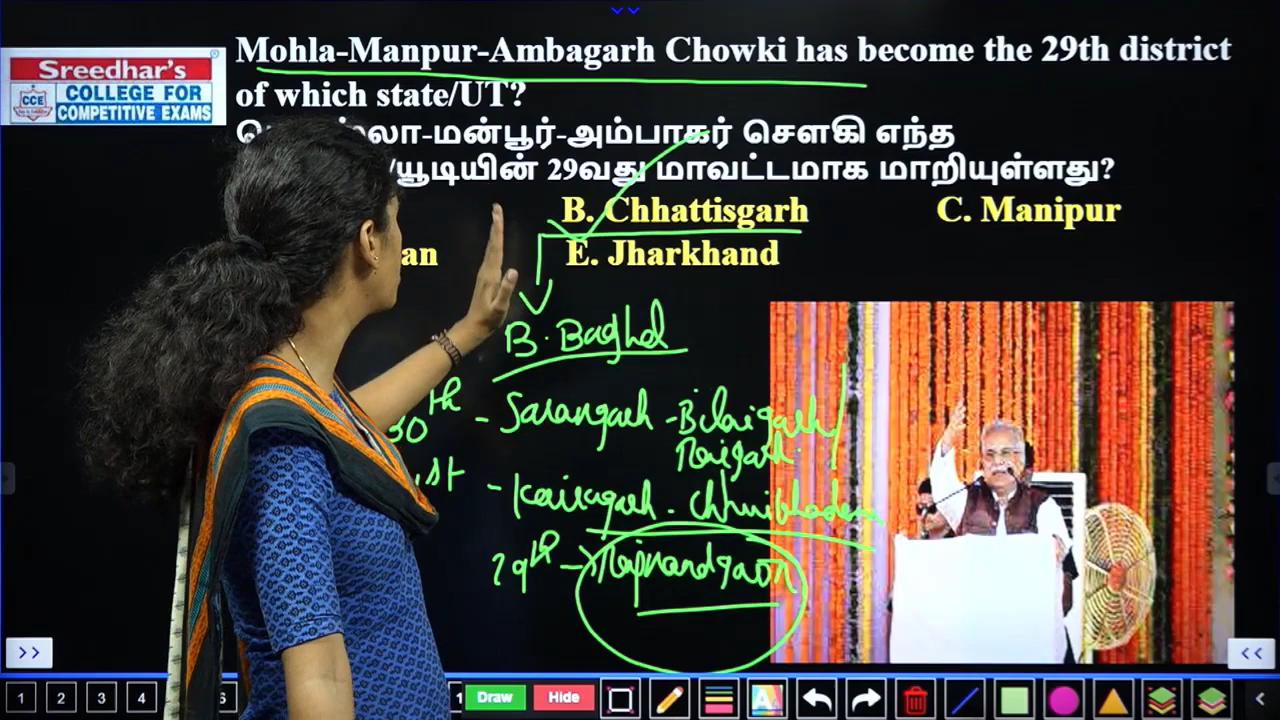 Mohla-Manpur-Ambagarh Chowki has become the 29th district
Sreedhar's
CCE
COLLEGE FOR
COMPETITIVE EXAMS
of which state/UT?
-மன்பூர்-அம்பாகர் சௌகி எந்த
/யூடியின் 29வது மாவட்டமாக மாறியுள்ளது?
B. Chhattisgarh
C. Manipur
an
E. Jharkhand
B. Baghel
30th - Sarangarh - Bilaigarh /
Raigarh.
29th - Rajnandgaon
>>
<<
1 2 3 4
Draw
Hide